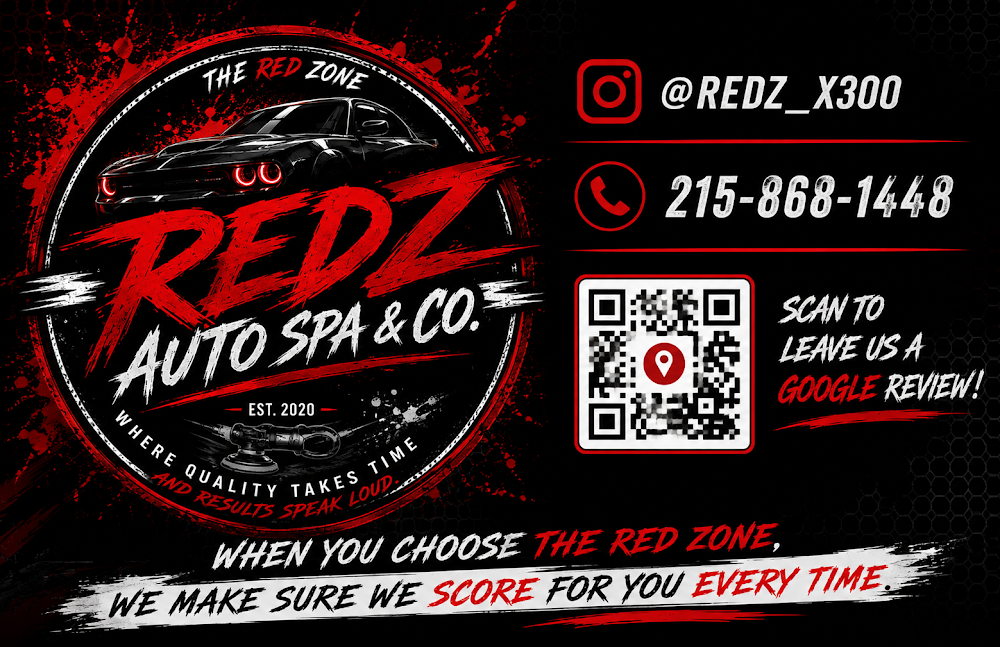 THE RED ZONE
REDZ
AUTO SPA & CO.
EST. 2020
WHERE QUALITY TAKES TIME
AND RESULTS SPEAK LOUD.
@REDZ_X300
215-868-1448
SCAN TO
LEAVE US A
GOOGLE REVIEW!
WHEN YOU CHOOSE THE RED ZONE,
WE MAKE SURE WE SCORE FOR YOU EVERY TIME.